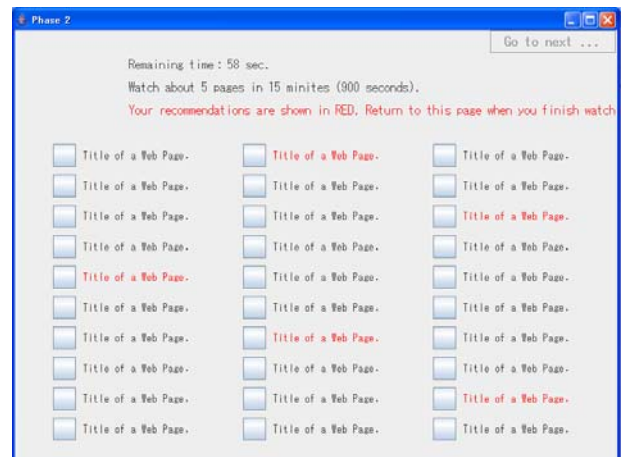 Phase 2
Go to next ...
Remaining time : 58 sec.
Watch about 5 pages in 15 minites (900 seconds).
Your recommendations are shown in RED. Return to this page when you finish watch
Title of a Web Page. Title of a Web Page. Title of a Web Page.
Title of a Web Page. Title of a Web Page. Title of a Web Page.
Title of a Web Page. Title of a Web Page. Title of a Web Page.
Title of a Web Page. Title of a Web Page. Title of a Web Page.
Title of a Web Page. Title of a Web Page. Title of a Web Page.
Title of a Web Page. Title of a Web Page. Title of a Web Page.
Title of a Web Page. Title of a Web Page. Title of a Web Page.
Title of a Web Page. Title of a Web Page. Title of a Web Page.
Title of a Web Page. Title of a Web Page. Title of a Web Page.
Title of a Web Page. Title of a Web Page. Title of a Web Page.